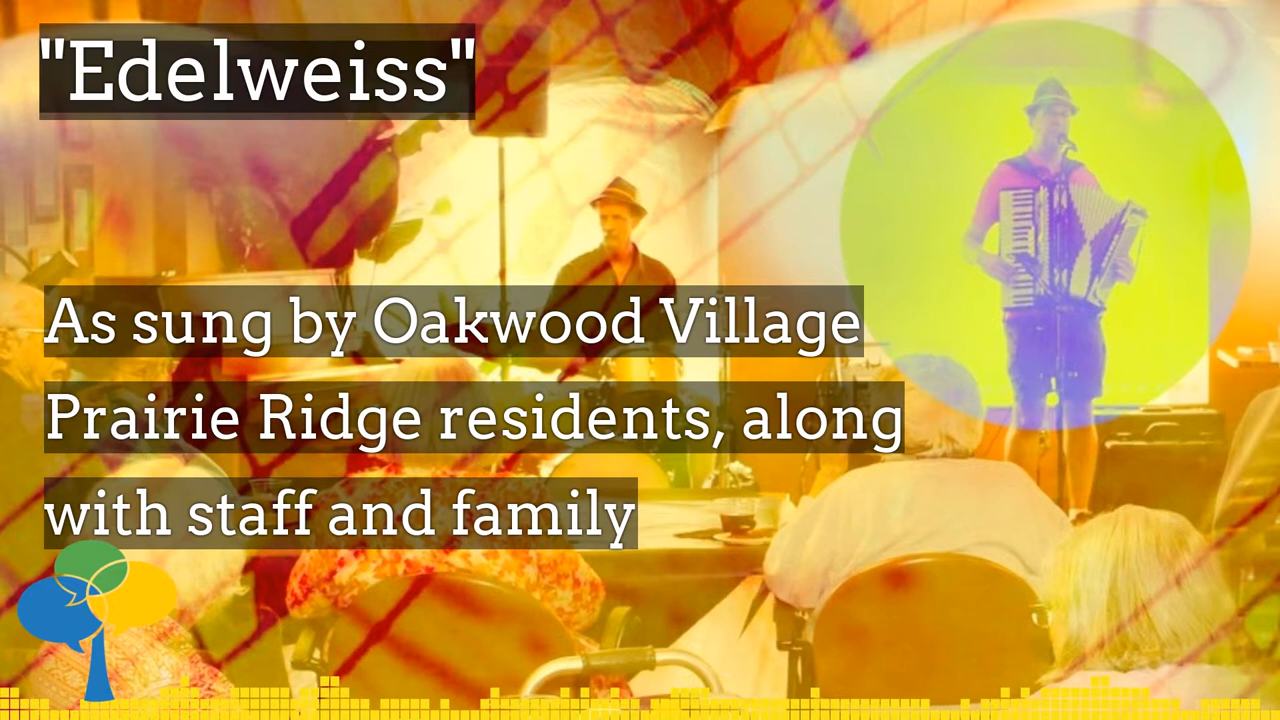 "Edelweiss"
As sung by Oakwood Village
Prairie Ridge residents, along
with staff and family